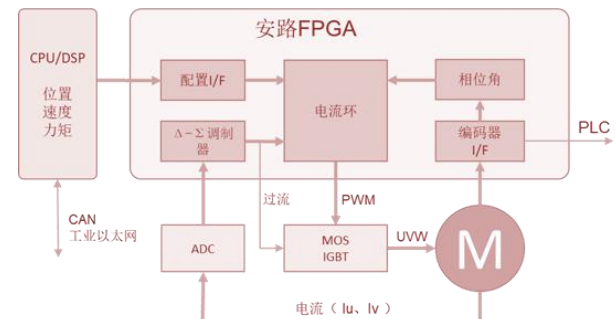 安路FPGA
CPU/DSP
位置
速度
力矩
配置I/F
电流环
相位角
Δ-Σ调制
器
编码器
I/F
PLC
过流
PWM
CAN
工业以太网
ADC
MOS
IGBT
UVW
M
电流（Iu、Iv）